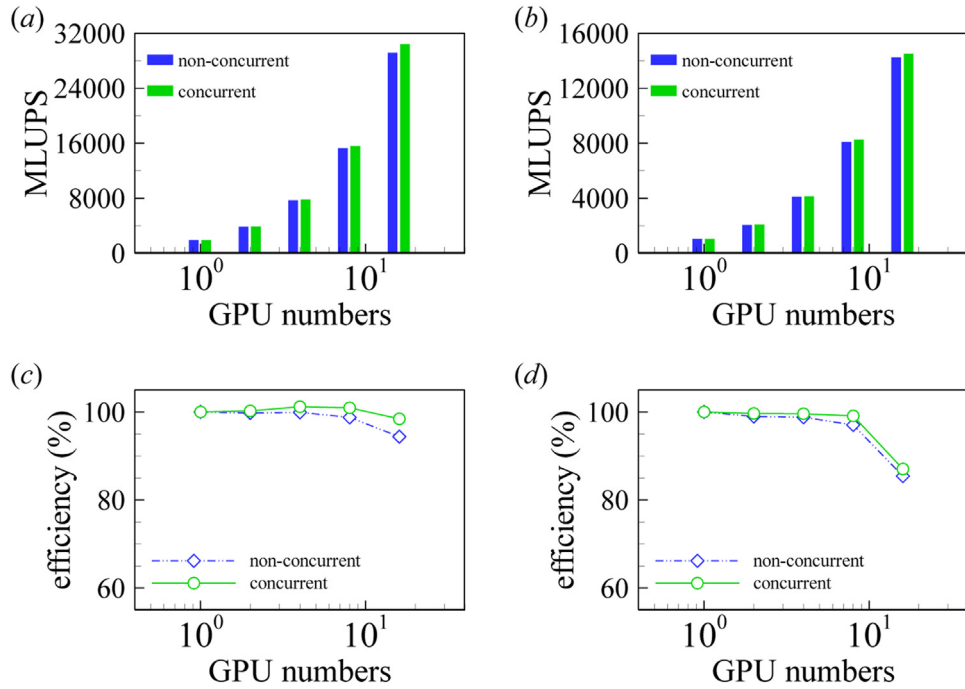 (a)
MLUPS
32000
24000
16000
8000
0
non-concurrent
concurrent
10^0
10^1
GPU numbers
(b)
MLUPS
16000
12000
8000
4000
0
non-concurrent
concurrent
10^0
10^1
GPU numbers
(c)
efficiency (%)
100
80
60
non-concurrent
concurrent
10^0
10^1
GPU numbers
(d)
efficiency (%)
100
80
60
non-concurrent
concurrent
10^0
10^1
GPU numbers